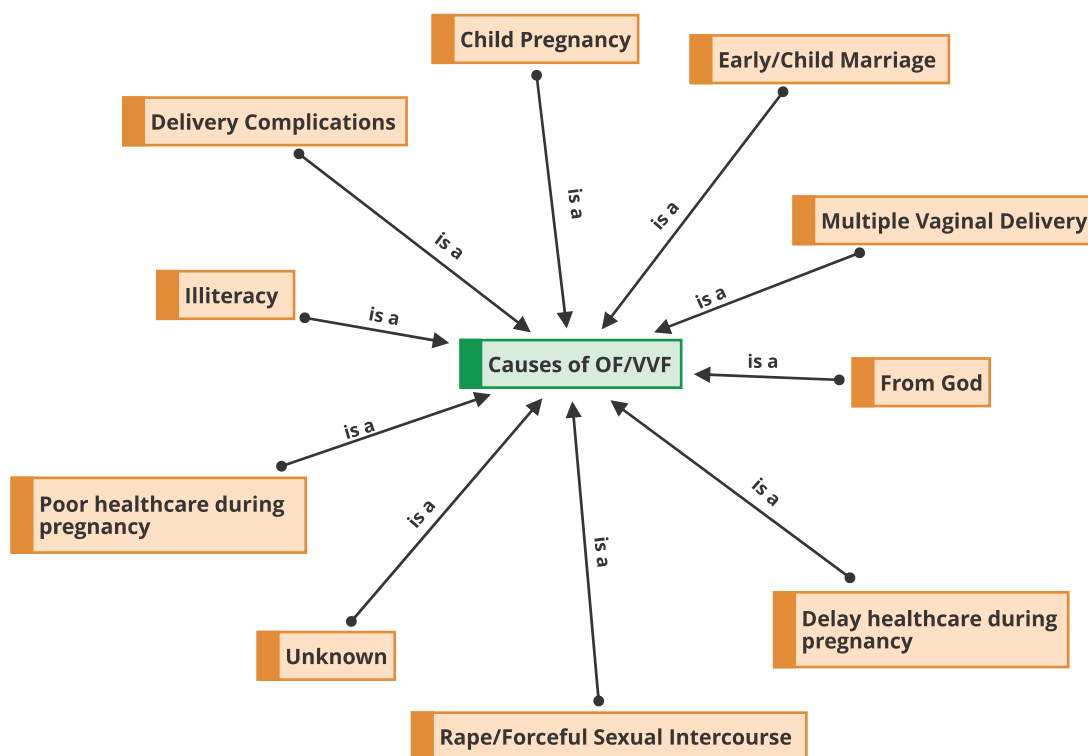 Child Pregnancy
Early/Child Marriage
Delivery Complications
is a
is a
Multiple Vaginal Delivery
is a
is a
Illiteracy
is a
Causes of OF/VVF
is a
From God
is a
Poor healthcare during
pregnancy
is a
is a
is a
Delay healthcare during
pregnancy
Unknown
Rape/Forceful Sexual Intercourse